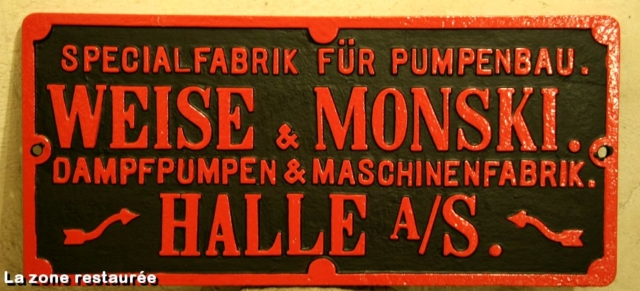 SPECIALFABRIK FÜR PUMPENBAU.
WEISE & MONSKI.
DAMPFPUMPEN & MASCHINENFABRIK.
HALLE A/S.
La zone restaurée